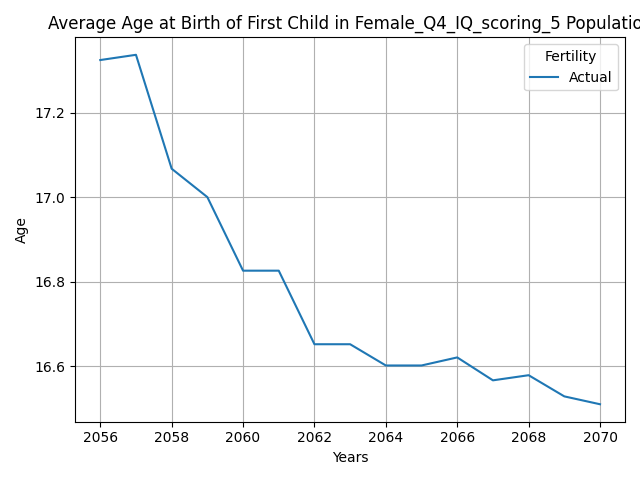 Average Age at Birth of First Child in Female_Q4_IQ_scoring_5 Populatio
Fertility
Actual
17.2
17.0
16.8
16.6
Age
2056 2058 2060 2062 2064 2066 2068 2070
Years